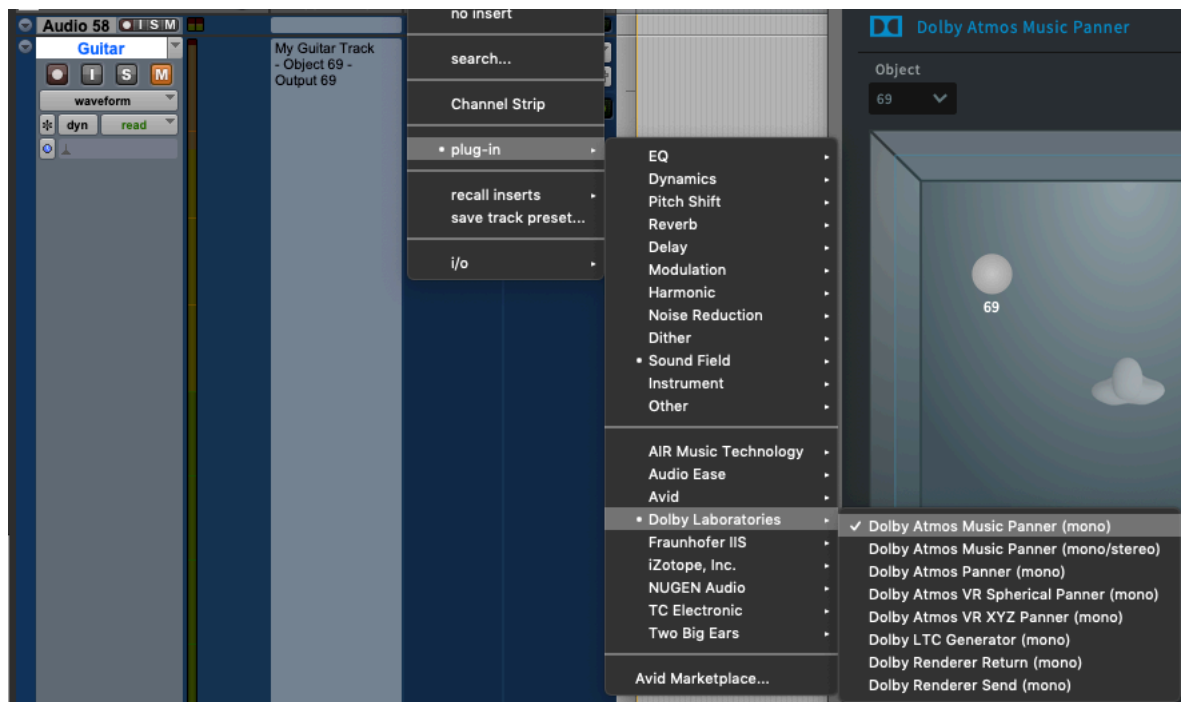 Audio 58 I S M
Guitar
I S M
waveform
dyn read
My Guitar Track
- Object 69 -
Output 69
no insert
search...
Channel Strip
plug-in
recall inserts
save track preset...
i/o
EQ
Dynamics
Pitch Shift
Reverb
Delay
Modulation
Harmonic
Noise Reduction
Dither
Sound Field
Instrument
Other
AIR Music Technology
Audio Ease
Avid
Dolby Laboratories
Fraunhofer IIS
iZotope, Inc.
NUGEN Audio
TC Electronic
Two Big Ears
Avid Marketplace...
Dolby Atmos Music Panner
Object
69
69
Dolby Atmos Music Panner (mono)
Dolby Atmos Music Panner (mono/stereo)
Dolby Atmos Panner (mono)
Dolby Atmos VR Spherical Panner (mono)
Dolby Atmos VR XYZ Panner (mono)
Dolby LTC Generator (mono)
Dolby Renderer Return (mono)
Dolby Renderer Send (mono)